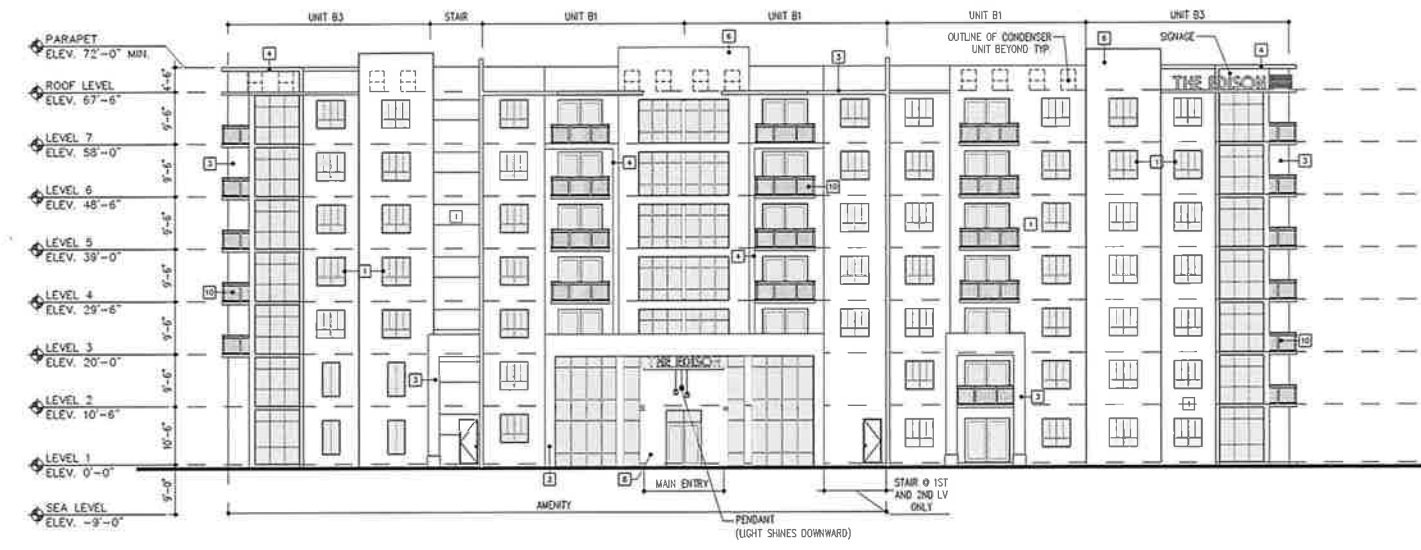 UNIT B3
STAIR
UNIT B1
UNIT B1
UNIT B1
UNIT B3
PARAPET
ELEV. 72'-0" MIN.
ROOF LEVEL
ELEV. 67'-6"
LEVEL 7
ELEV. 58'-0"
LEVEL 6
ELEV. 48'-6"
LEVEL 5
ELEV. 39'-0"
LEVEL 4
ELEV. 29'-6"
LEVEL 3
ELEV. 20'-0"
LEVEL 2
ELEV. 10'-6"
LEVEL 1
ELEV. 0'-0"
SEA LEVEL
ELEV. -9'-0"
9'-6"
9'-6"
9'-6"
9'-6"
9'-6"
9'-6"
10'-6"
4
6
3
OUTLINE OF CONDENSER
UNIT BEYOND TYP.
6
SIGNAGE
4
THE EDISON
3
4
10
1
1
3
1
1
4
1
10
10
3
THE EDISON
3
1
2
6
MAIN ENTRY
AMENITY
STAIR @ 1ST
AND 2ND LV
ONLY
PENDANT
(LIGHT SHINES DOWNWARD)